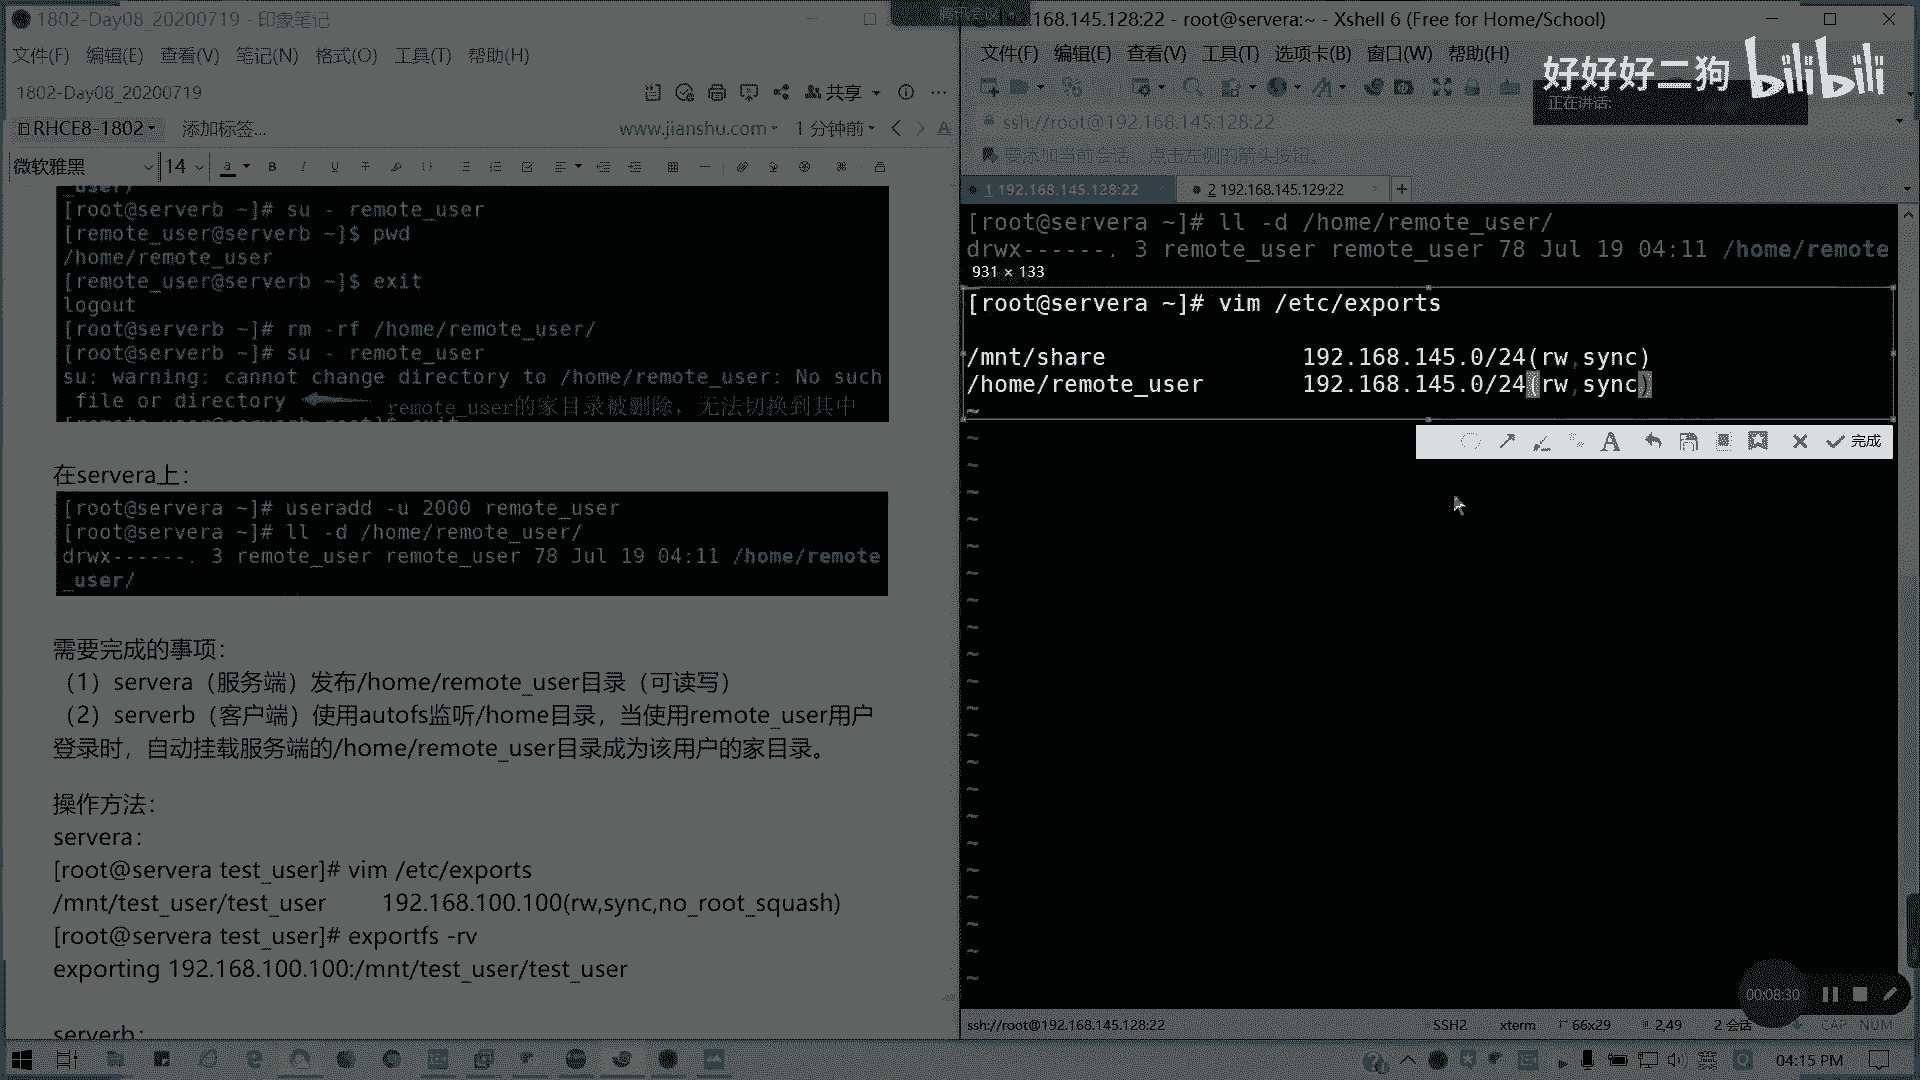 1802-Day08_20200719 - 印象笔记
文件(F) 编辑(E) 查看(V) 笔记(N) 格式(O) 工具(T) 帮助(H)
1802-Day08_20200719
共享
RHCE8-1802
添加标签...
www.jianshu.com
1 分钟前
微软雅黑
14
_user/
[root@serverb ~]# su - remote_user
[remote_user@serverb ~]$ pwd
/home/remote_user
[remote_user@serverb ~]$ exit
logout
[root@serverb ~]# rm -rf /home/remote_user/
[root@serverb ~]# su - remote_user
su: warning: cannot change directory to /home/remote_user: No such
file or directory
remote_user的家目录被删除，无法切换到其中
在servera上：
[root@servera ~]# useradd -u 2000 remote_user
[root@servera ~]# ll -d /home/remote_user/
drwx------. 3 remote_user remote_user 78 Jul 19 04:11 /home/remote
_user/
需要完成的事项：
（1）servera（服务端）发布/home/remote_user目录（可读写）
（2）serverb（客户端）使用autofs监听/home目录，当使用remote_user用户
登录时，自动挂载服务端的/home/remote_user目录成为该用户的家目录。
操作方法：
servera：
[root@servera test_user]# vim /etc/exports
/mnt/test_user/test_user 192.168.100.100(rw,sync,no_root_squash)
[root@servera test_user]# exportfs -rv
exporting 192.168.100.100:/mnt/test_user/test_user
serverb：
腾讯会议
.168.145.128:22 - root@servera:~ - Xshell 6 (Free for Home/School)
文件(F) 编辑(E) 查看(V) 工具(T) 选项卡(B) 窗口(W) 帮助(H)
好好好二狗 bilibili
正在讲话:
ssh://root@192.168.145.128:22
要添加当前会话，点击左侧的箭头按钮。
1 192.168.145.128:22
2 192.168.145.129:22
[root@servera ~]# ll -d /home/remote_user/
drwx------. 3 remote_user remote_user 78 Jul 19 04:11 /home/remote
931 × 133
[root@servera ~]# vim /etc/exports
/mnt/share 192.168.145.0/24(rw,sync)
/home/remote_user 192.168.145.0/24(rw,sync)
完成
00:08:30
ssh://root@192.168.145.128:22
SSH2
xterm
66x29
2,49
2 会话
CAP NUM
英
04:15 PM